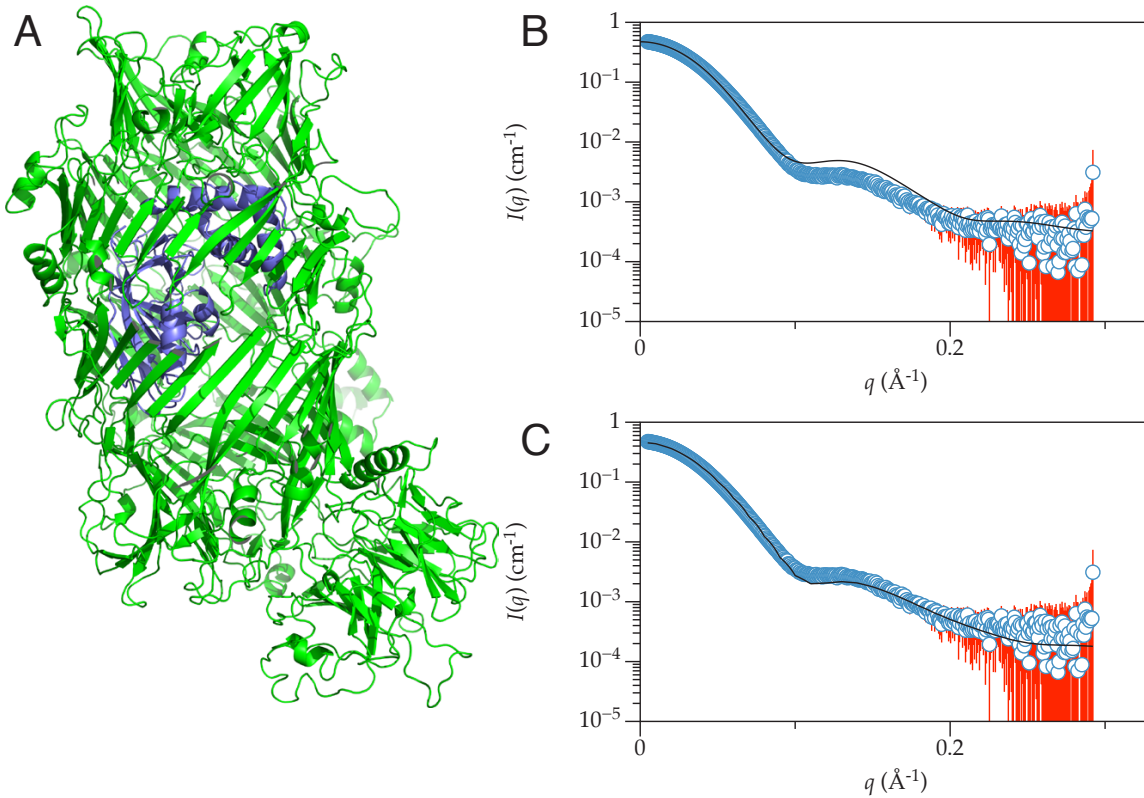 A
B
1
10⁻¹
10⁻²
10⁻³
10⁻⁴
10⁻⁵
I(q) (cm⁻¹)
0
0.2
q (Å⁻¹)
C
1
10⁻¹
10⁻²
10⁻³
10⁻⁴
10⁻⁵
I(q) (cm⁻¹)
0
0.2
q (Å⁻¹)